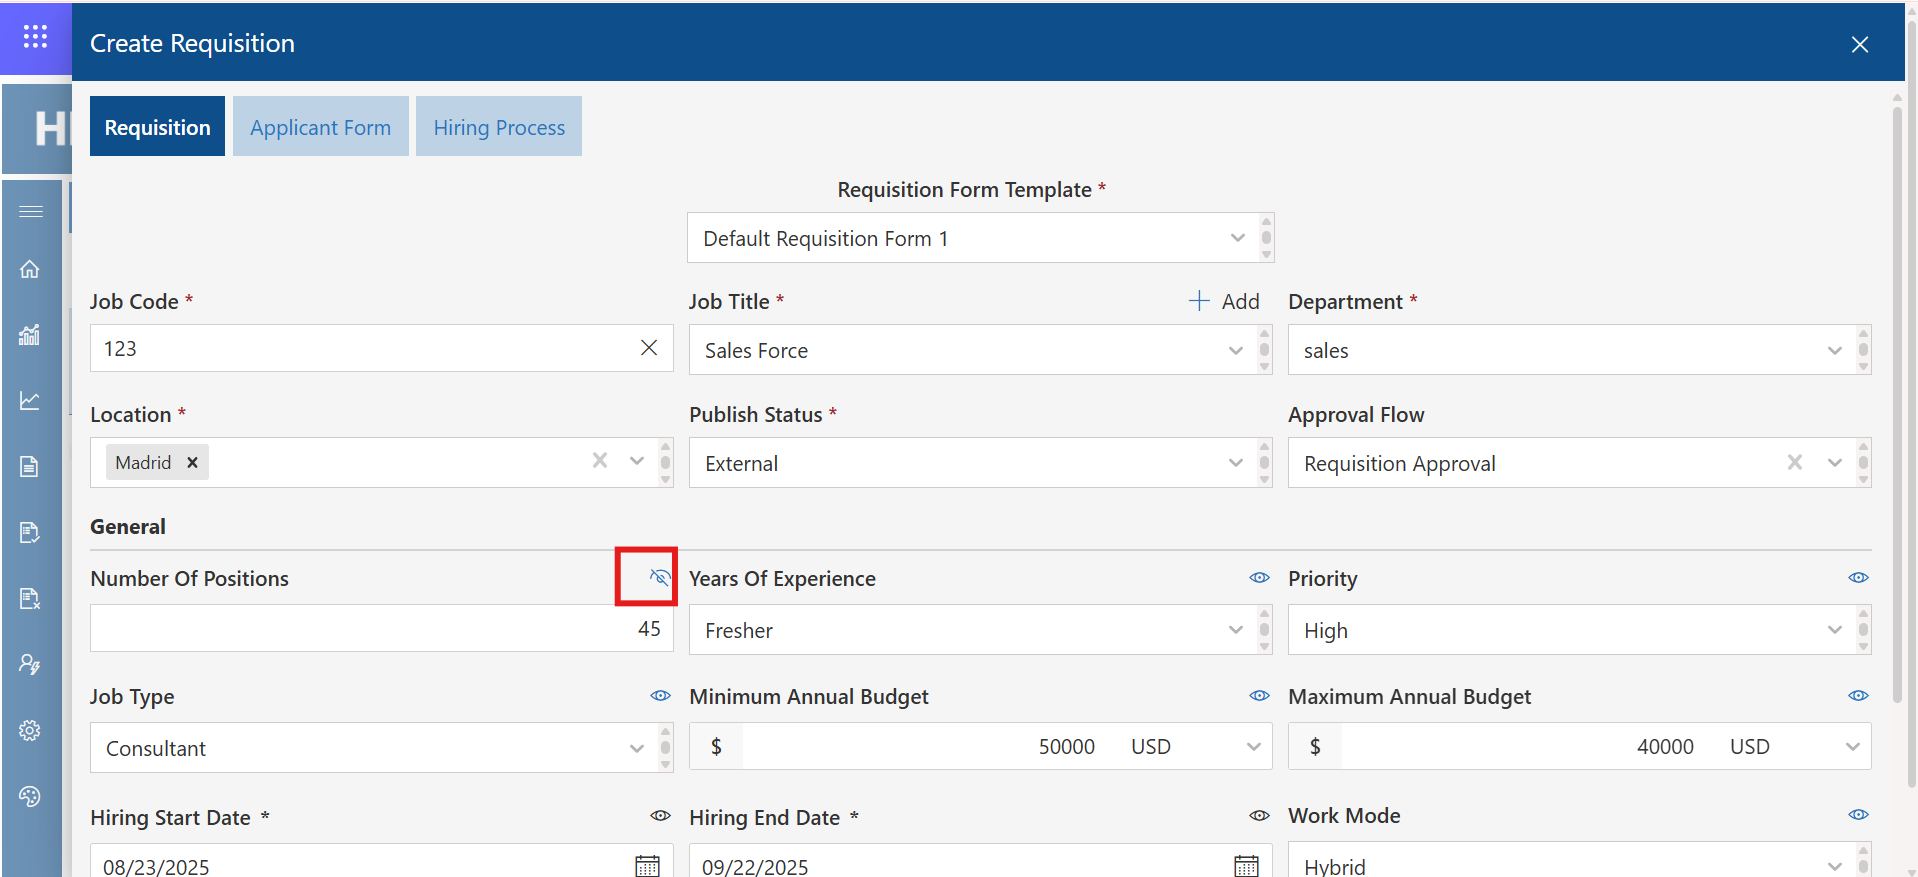 Create Requisition
H
Requisition Applicant Form Hiring Process
Requisition Form Template *
Default Requisition Form 1
Job Code * Job Title * Add Department *
123 Sales Force sales
Location * Publish Status * Approval Flow
Madrid External Requisition Approval
General
Number Of Positions Years Of Experience Priority
45 Fresher High
Job Type Minimum Annual Budget Maximum Annual Budget
Consultant $ 50000 USD $ 40000 USD
Hiring Start Date * Hiring End Date * Work Mode
08/23/2025 09/22/2025 Hybrid